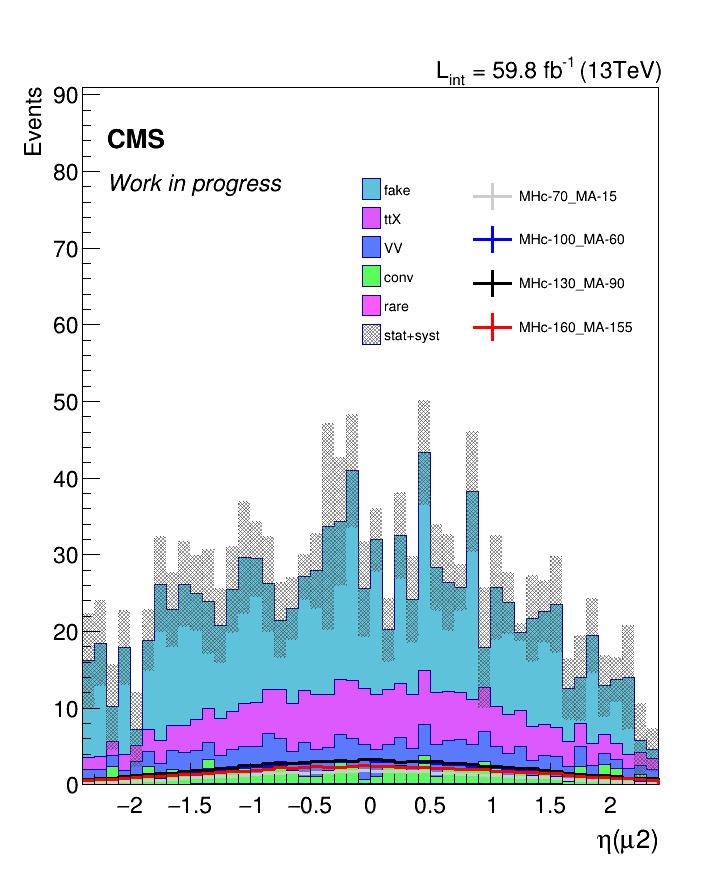 L_int = 59.8 fb^-1 (13TeV)
Events
90
80
70
60
50
40
30
20
10
0
CMS
Work in progress
fake
ttX
VV
conv
rare
stat+syst
MHc-70_MA-15
MHc-100_MA-60
MHc-130_MA-90
MHc-160_MA-155
−2 −1.5 −1 −0.5 0 0.5 1 1.5 2
η(μ2)